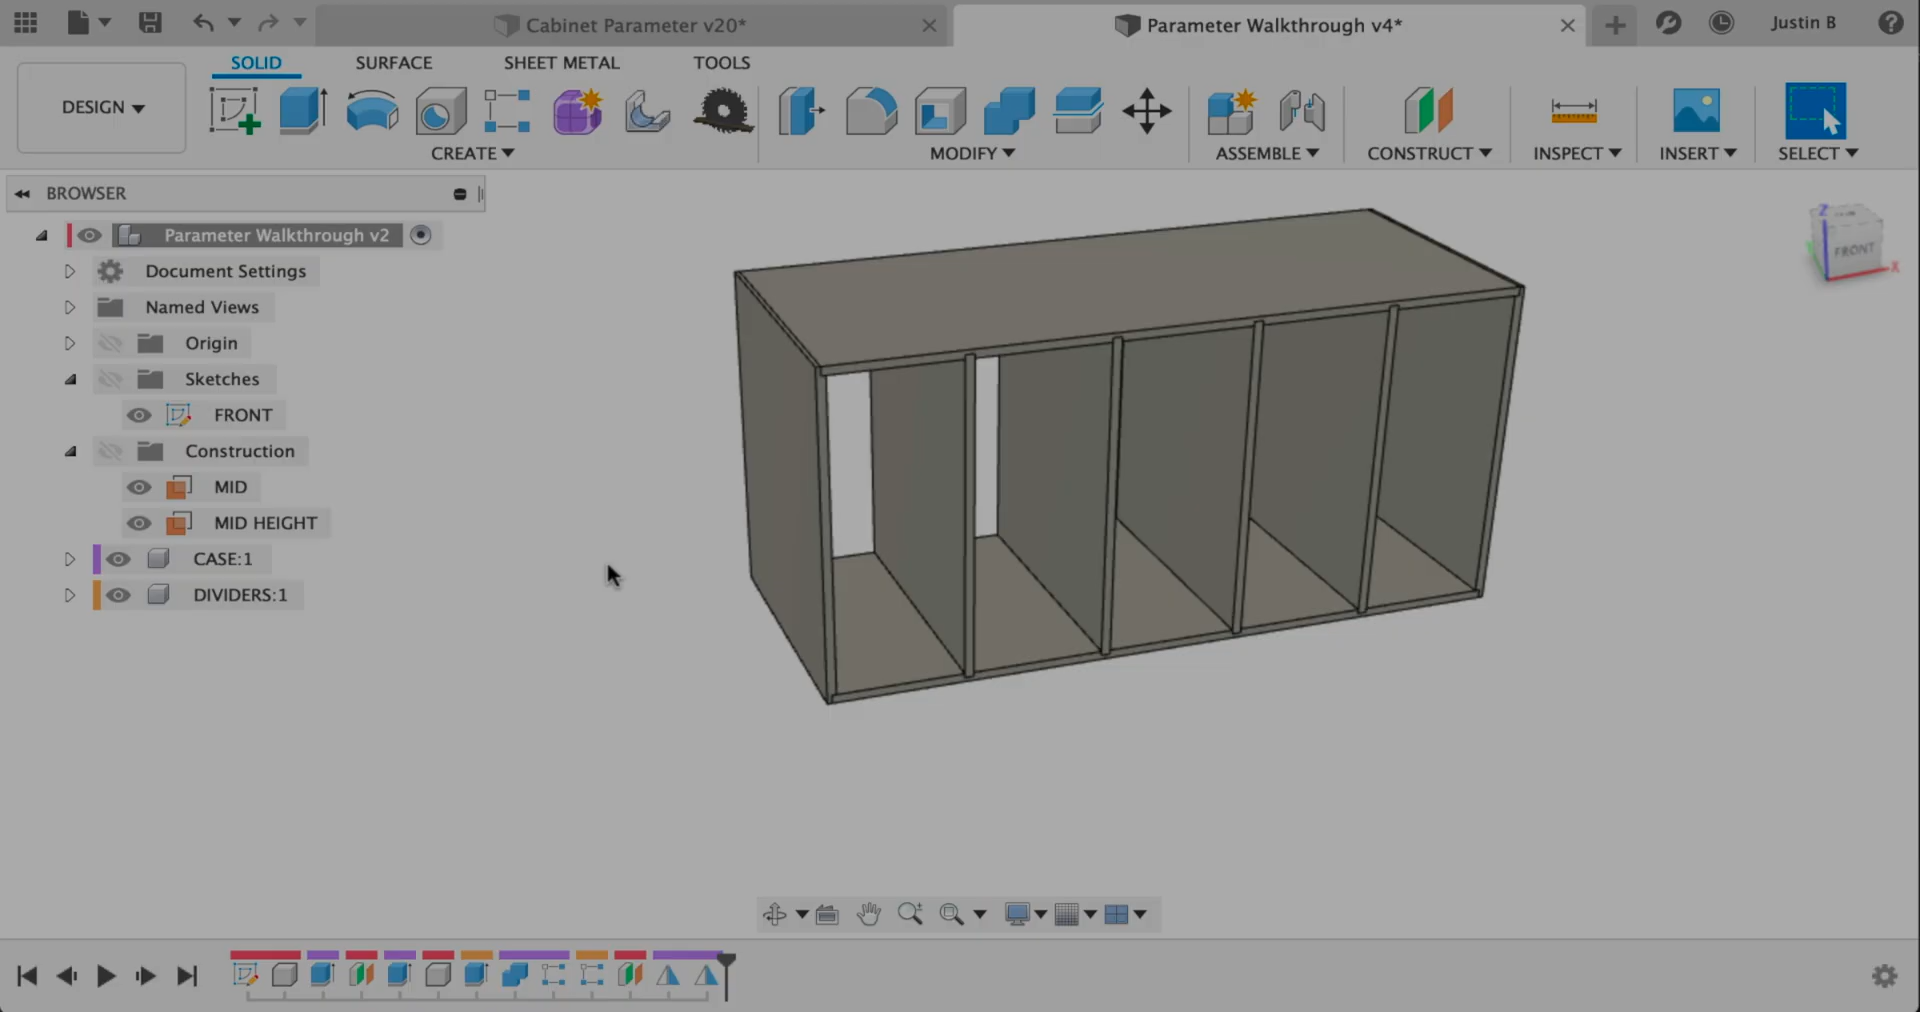 Cabinet Parameter v20*
Parameter Walkthrough v4*
Justin B
DESIGN
SOLID
SURFACE
SHEET METAL
TOOLS
CREATE
MODIFY
ASSEMBLE
CONSTRUCT
INSPECT
INSERT
SELECT
BROWSER
Parameter Walkthrough v2
Document Settings
Named Views
Origin
Sketches
FRONT
Construction
MID
MID HEIGHT
CASE:1
DIVIDERS:1
Z
FRONT
X